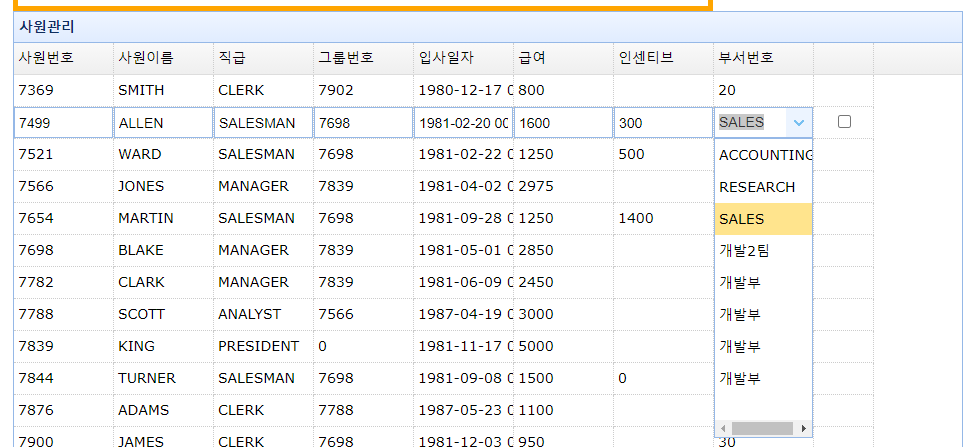 사원관리
사원번호 사원이름 직급 그룹번호 입사일자 급여 인센티브 부서번호
7369 SMITH CLERK 7902 1980-12-17 0 800 20
7499 ALLEN SALESMAN 7698 1981-02-20 00 1600 300 SALES
7521 WARD SALESMAN 7698 1981-02-22 0 1250 500 ACCOUNTING
7566 JONES MANAGER 7839 1981-04-02 0 2975 RESEARCH
7654 MARTIN SALESMAN 7698 1981-09-28 0 1250 1400 SALES
7698 BLAKE MANAGER 7839 1981-05-01 0 2850 개발2팀
7782 CLARK MANAGER 7839 1981-06-09 0 2450 개발부
7788 SCOTT ANALYST 7566 1987-04-19 0 3000 개발부
7839 KING PRESIDENT 0 1981-11-17 0 5000 개발부
7844 TURNER SALESMAN 7698 1981-09-08 0 1500 0 개발부
7876 ADAMS CLERK 7788 1987-05-23 0 1100
7900 JAMES CLERK 7698 1981-12-03 0 950 30